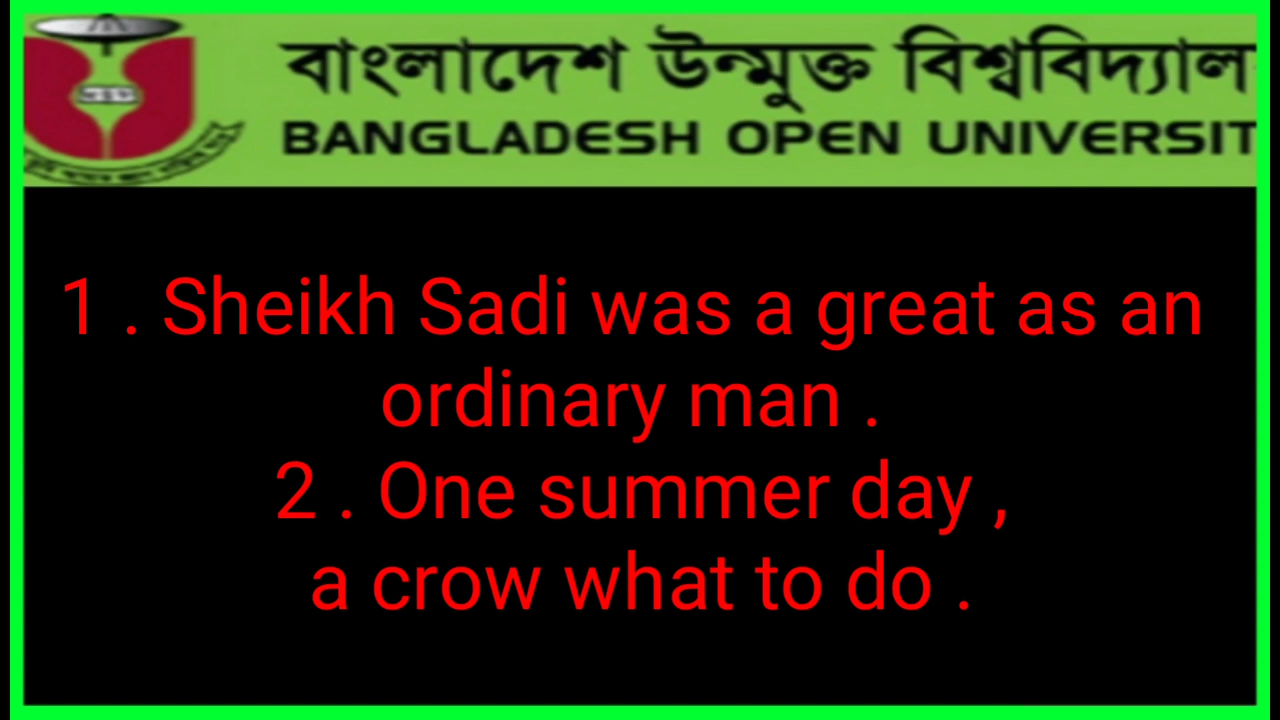 বাংলাদেশ উন্মুক্ত বিশ্ববিদ্যাল
BANGLADESH OPEN UNIVERSIT
1 . Sheikh Sadi was a great as an
ordinary man .
2 . One summer day ,
a crow what to do .